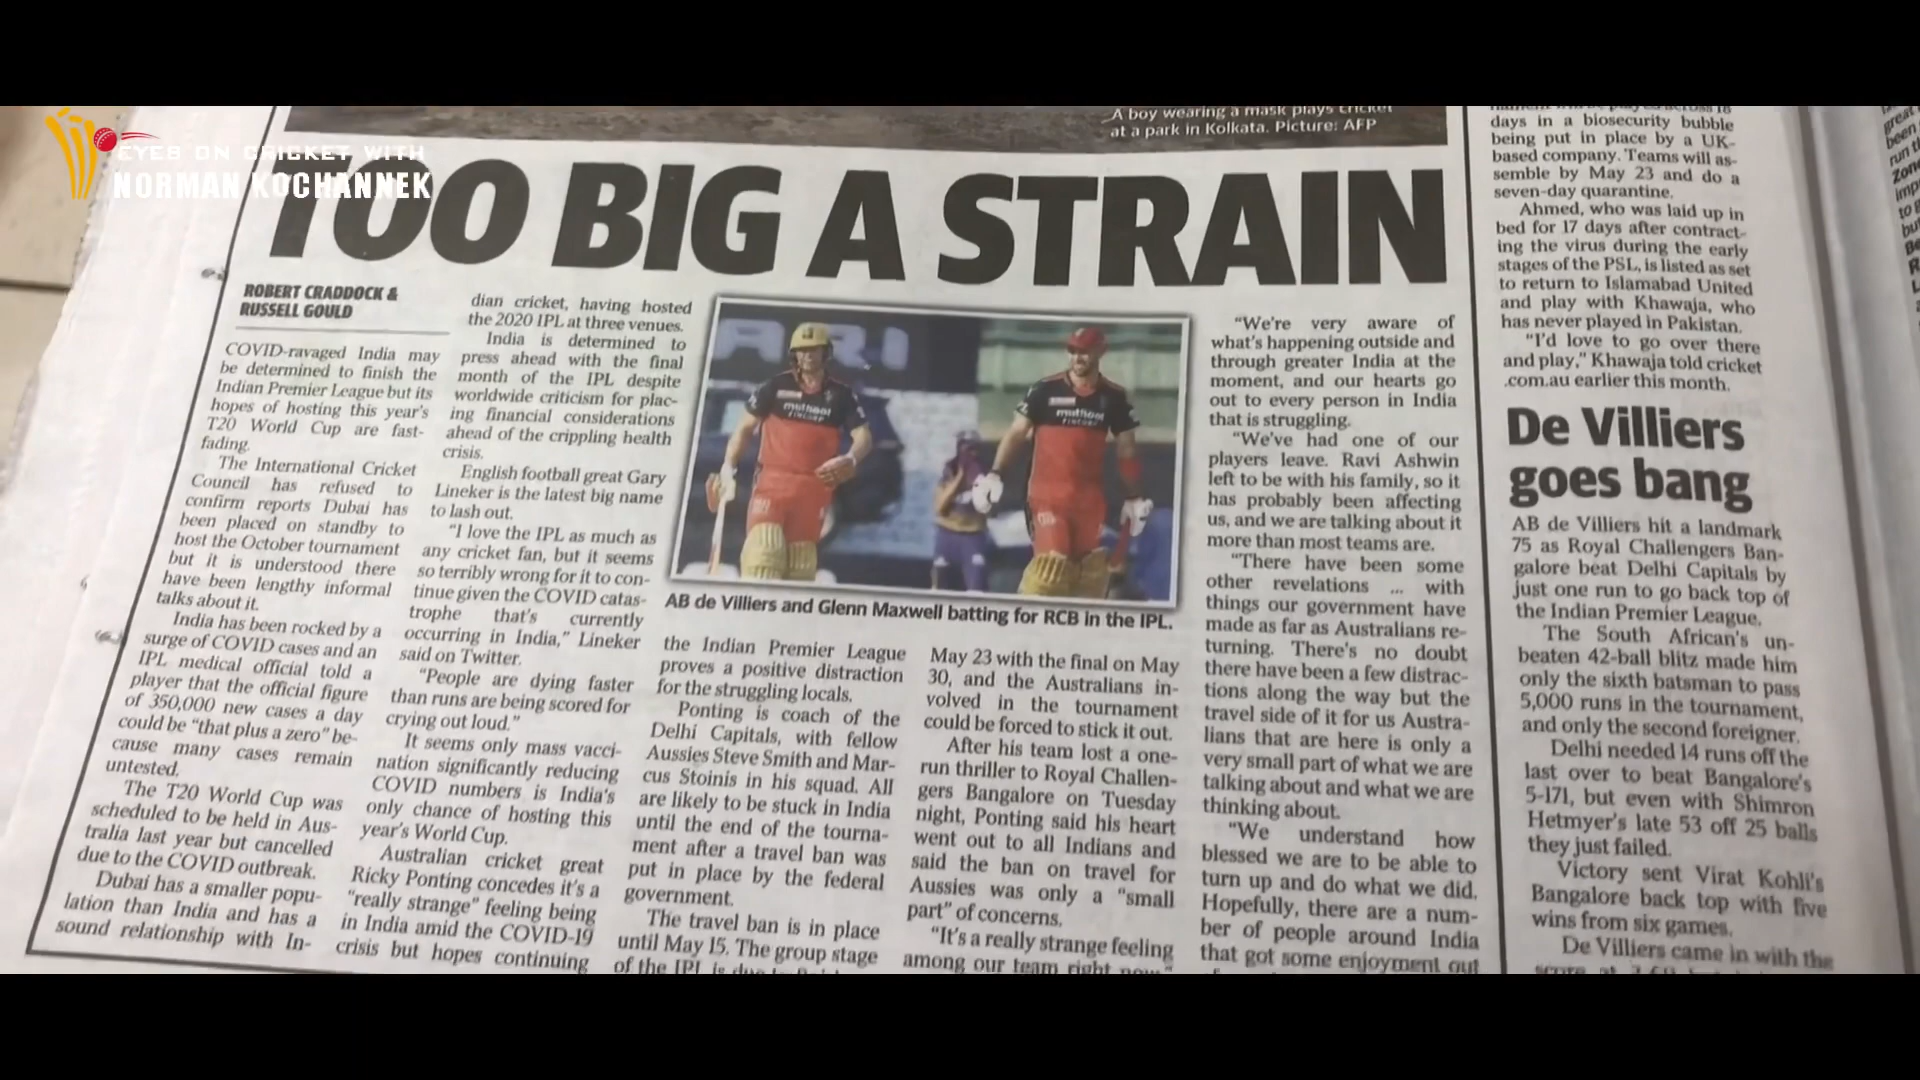 EYES ON CRICKET WITH
NORMAN KOCHANNEK
A boy wearing a mask plays cricket
at a park in Kolkata. Picture: AFP
TOO BIG A STRAIN
ROBERT CRADDOCK &
RUSSELL GOULD
COVID-ravaged India may
be determined to finish the
Indian Premier League but its
hopes of hosting this year's
T20 World Cup are fast-
fading.
The International Cricket
Council has refused to
confirm reports Dubai has
been placed on standby to
host the October tournament
but it is understood there
have been lengthy informal
talks about it.
India has been rocked by a
surge of COVID cases and an
IPL medical official told a
player that the official figure
of 350,000 new cases a day
could be "that plus a zero" be-
cause many cases remain
untested.
The T20 World Cup was
scheduled to be held in Aus-
tralia last year but cancelled
due to the COVID outbreak.
Dubai has a smaller popu-
lation than India and has a
sound relationship with In-
dian cricket, having hosted
the 2020 IPL at three venues.
India is determined to
press ahead with the final
month of the IPL despite
worldwide criticism for plac-
ing financial considerations
ahead of the crippling health
crisis.
English football great Gary
Lineker is the latest big name
to lash out.
"I love the IPL as much as
any cricket fan, but it seems
so terribly wrong for it to con-
tinue given the COVID catas-
trophe that's currently
occurring in India," Lineker
said on Twitter.
"People are dying faster
than runs are being scored for
crying out loud."
It seems only mass vacci-
nation significantly reducing
COVID numbers is India's
only chance of hosting this
year's World Cup.
Australian cricket great
Ricky Ponting concedes it's a
"really strange" feeling being
in India amid the COVID-19
crisis but hopes continuing
muthoot
FINCORP
muthoot
FINCORP
AB de Villiers and Glenn Maxwell batting for RCB in the IPL.
the Indian Premier League
proves a positive distraction
for the struggling locals.
Ponting is coach of the
Delhi Capitals, with fellow
Aussies Steve Smith and Mar-
cus Stoinis in his squad. All
are likely to be stuck in India
until the end of the tourna-
ment after a travel ban was
put in place by the federal
government.
The travel ban is in place
until May 15. The group stage
of the IPL is
May 23 with the final on May
30, and the Australians in-
volved in the tournament
could be forced to stick it out.
After his team lost a one-
run thriller to Royal Challen-
gers Bangalore on Tuesday
night, Ponting said his heart
went out to all Indians and
said the ban on travel for
Aussies was only a "small
part" of concerns.
"It's a really strange feeling
among our team right now,"
"We're very aware of
what's happening outside and
through greater India at the
moment, and our hearts go
out to every person in India
that is struggling.
"We've had one of our
players leave. Ravi Ashwin
left to be with his family, so it
has probably been affecting
us, and we are talking about it
more than most teams are.
"There have been some
other revelations ... with
things our government have
made as far as Australians re-
turning. There's no doubt
there have been a few distrac-
tions along the way but the
travel side of it for us Austra-
lians that are here is only a
very small part of what we are
talking about and what we are
thinking about.
"We understand how
blessed we are to be able to
turn up and do what we did.
Hopefully, there are a num-
ber of people around India
that got some enjoyment out
days in a biosecurity bubble
being put in place by a UK-
based company. Teams will as-
semble by May 23 and do a
seven-day quarantine.
Ahmed, who was laid up in
bed for 17 days after contract-
ing the virus during the early
stages of the PSL, is listed as set
to return to Islamabad United
and play with Khawaja, who
has never played in Pakistan.
"I'd love to go over there
and play," Khawaja told cricket
.com.au earlier this month.
De Villiers
goes bang
AB de Villiers hit a landmark
75 as Royal Challengers Ban-
galore beat Delhi Capitals by
just one run to go back top of
the Indian Premier League.
The South African's un-
beaten 42-ball blitz made him
only the sixth batsman to pass
5,000 runs in the tournament,
and only the second foreigner.
Delhi needed 14 runs off the
last over to beat Bangalore's
5-171, but even with Shimron
Hetmyer's late 53 off 25 balls
they just failed.
Victory sent Virat Kohli's
Bangalore back top with five
wins from six games.
De Villiers came in with the